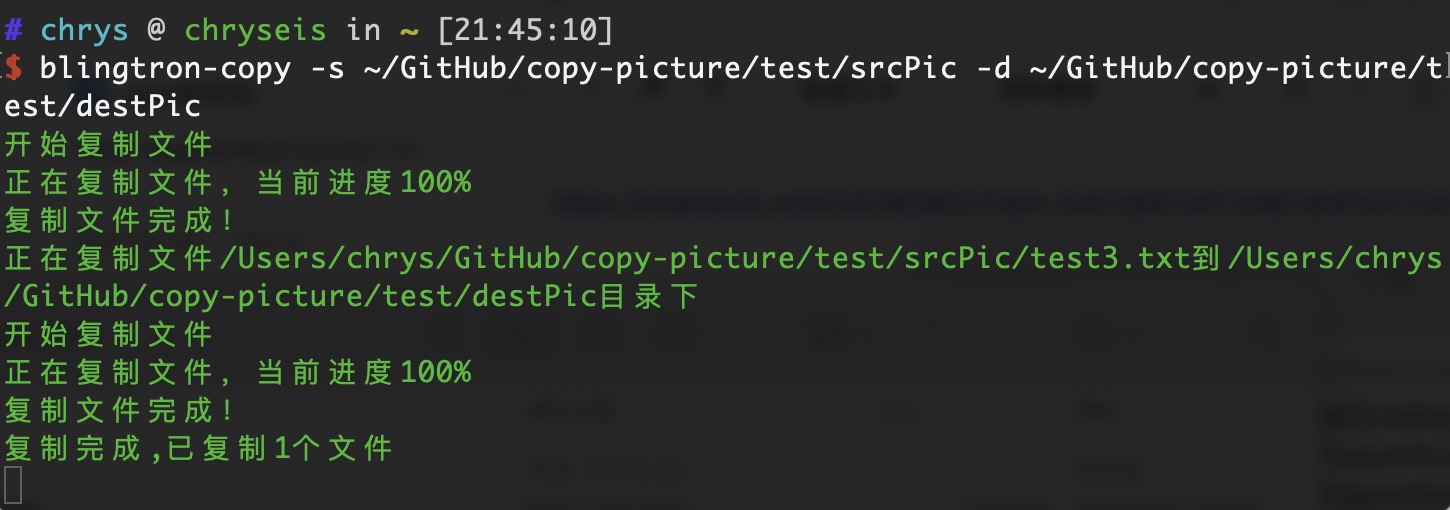 # chrys @ chryseis in ~ [21:45:10]
$ blingtron-copy -s ~/GitHub/copy-picture/test/srcPic -d ~/GitHub/copy-picture/t
est/destPic
开始复制文件
正在复制文件，当前进度100%
复制文件完成！
正在复制文件/Users/chrys/GitHub/copy-picture/test/srcPic/test3.txt到/Users/chrys
/GitHub/copy-picture/test/destPic目录下
开始复制文件
正在复制文件，当前进度100%
复制文件完成！
复制完成,已复制1个文件